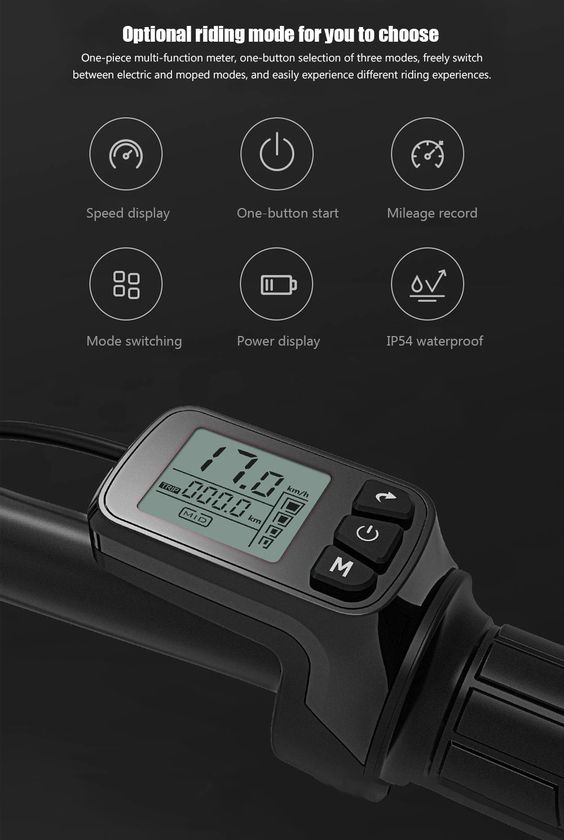 Optional riding mode for you to choose
One-piece multi-function meter, one-button selection of three modes, freely switch
between electric and moped modes, and easily experience different riding experiences.
Speed display
One-button start
Mileage record
Mode switching
Power display
IP54 waterproof
17.0 km/h
TRIP 000.0 km
MID
M